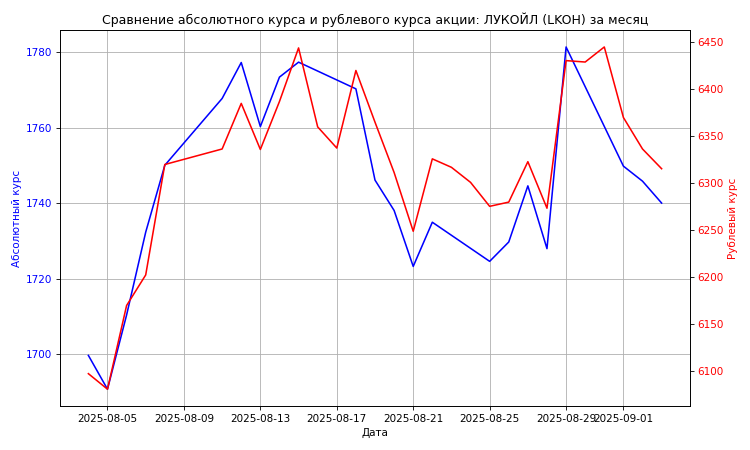 Сравнение абсолютного курса и рублевого курса акции: ЛУКОЙЛ (LKOH) за месяц
1780
1760
1740
1720
1700
Абсолютный курс
6450
6400
6350
6300
6250
6200
6150
6100
Рублевый курс
2025-08-05 2025-08-09 2025-08-13 2025-08-17 2025-08-21 2025-08-25 2025-08-29 2025-09-01
Дата